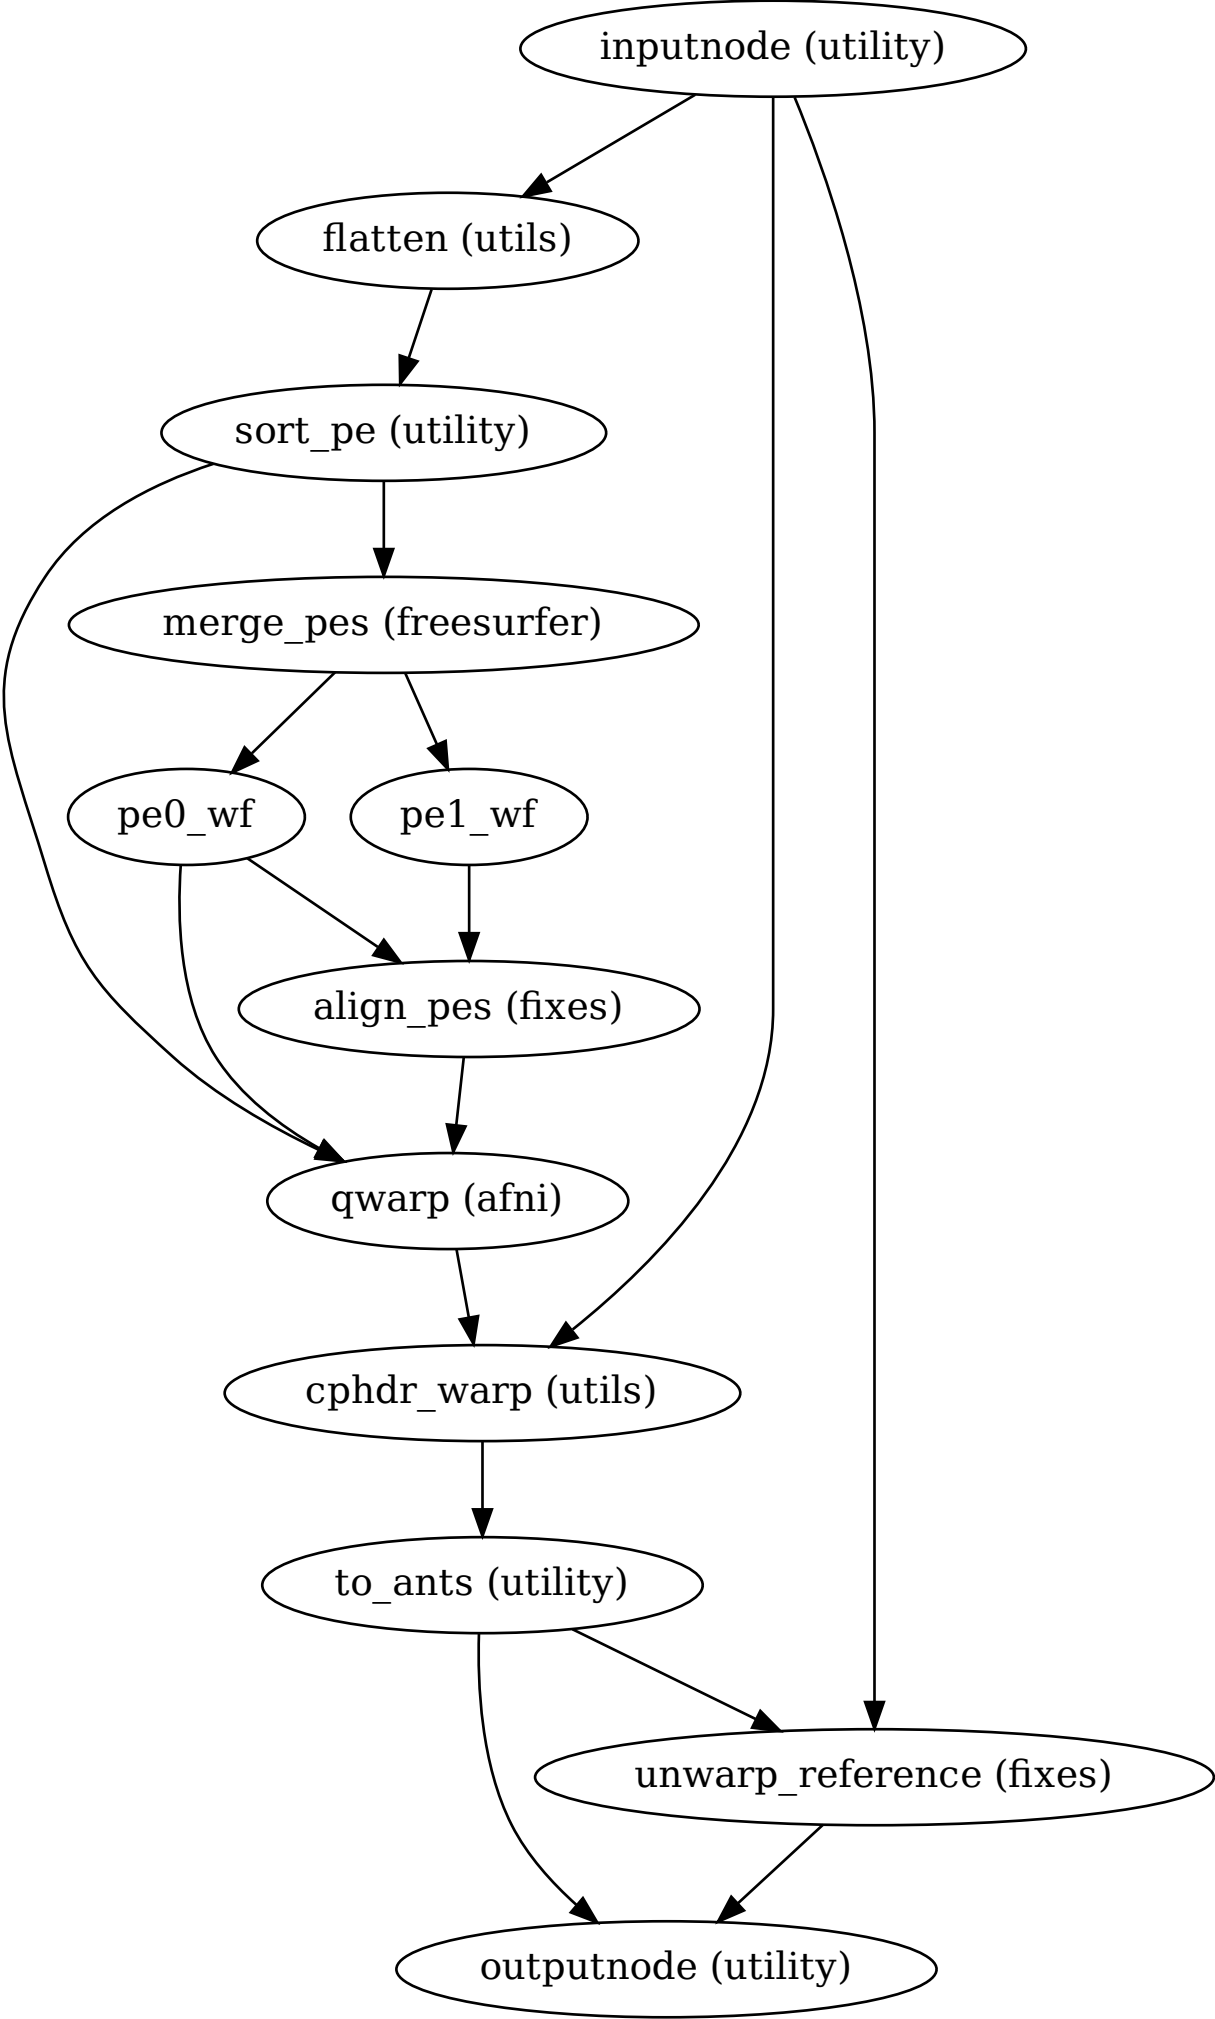 inputnode (utility)
flatten (utils)
sort_pe (utility)
merge_pes (freesurfer)
pe0_wf
pe1_wf
align_pes (fixes)
qwarp (afni)
cphdr_warp (utils)
to_ants (utility)
unwarp_reference (fixes)
outputnode (utility)